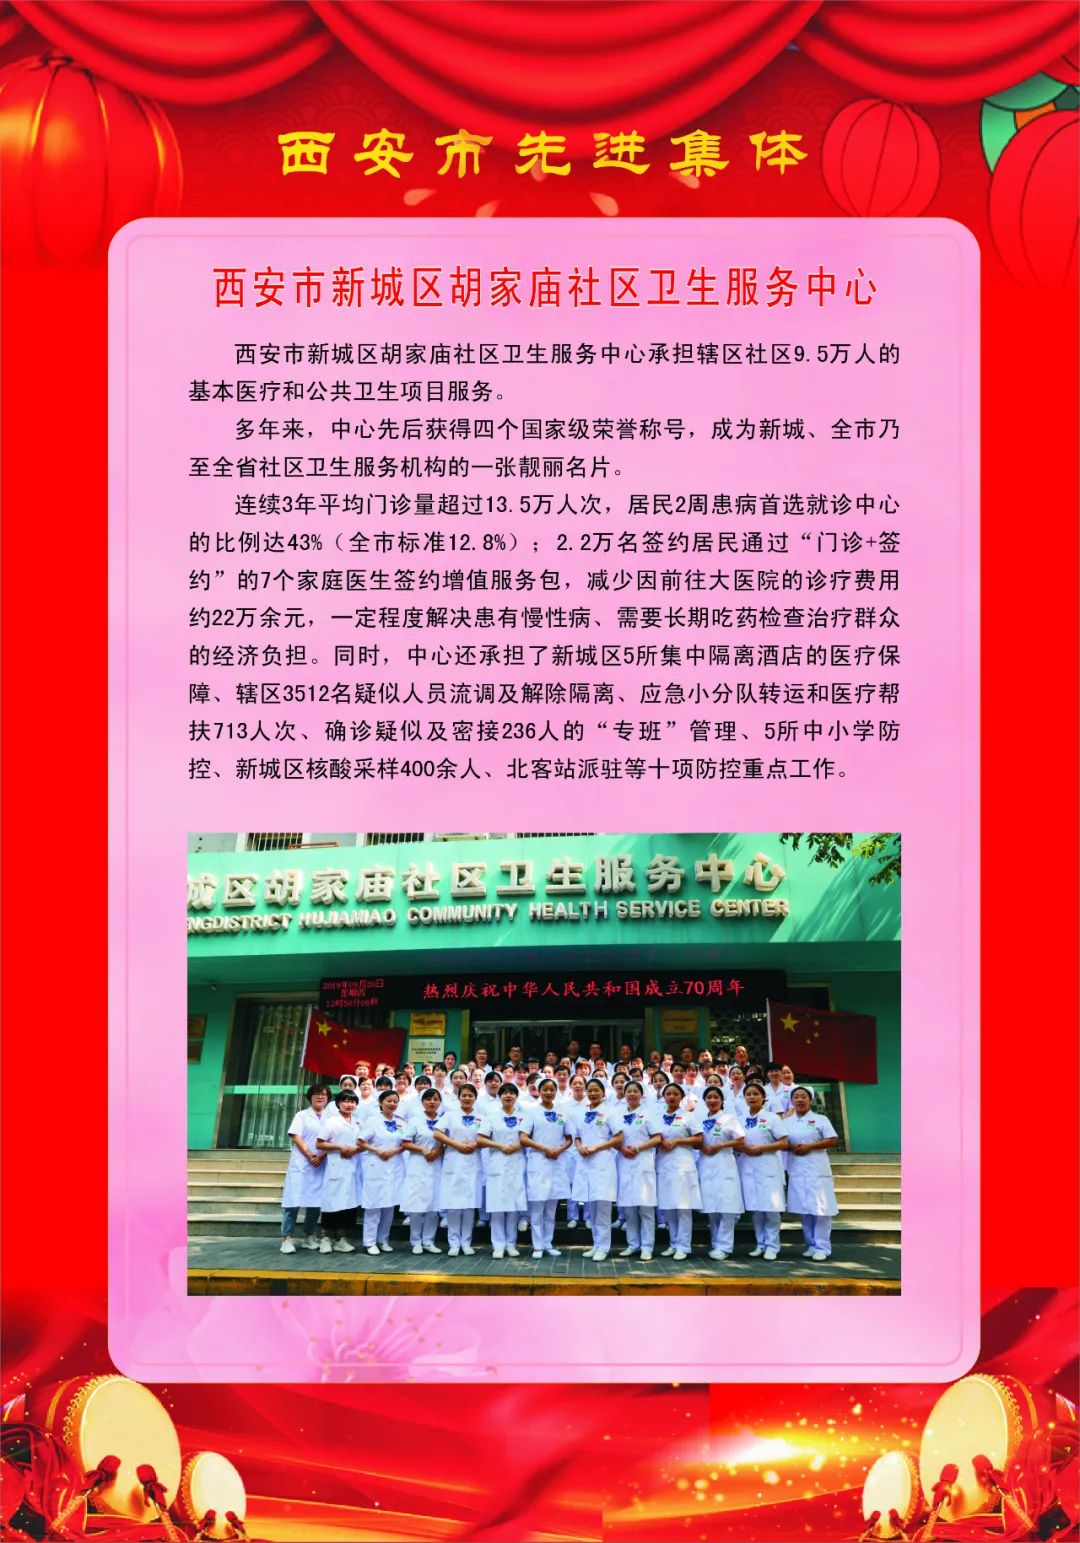 西安市先进集体
西安市新城区胡家庙社区卫生服务中心
西安市新城区胡家庙社区卫生服务中心承担辖区社区9.5万人的
基本医疗和公共卫生项目服务。
多年来，中心先后获得四个国家级荣誉称号，成为新城、全市乃
至全省社区卫生服务机构的一张靓丽名片。
连续3年平均门诊量超过13.5万人次，居民2周患病首选就诊中心
的比例达43%（全市标准12.8%）；2.2万名签约居民通过“门诊+签
约”的7个家庭医生签约增值服务包，减少因前往大医院的诊疗费用
约22万余元，一定程度解决患有慢性病、需要长期吃药检查治疗群众
的经济负担。同时，中心还承担了新城区5所集中隔离酒店的医疗保
障、辖区3512名疑似人员流调及解除隔离、应急小分队转运和医疗帮
扶713人次、确诊疑似及密接236人的“专班”管理、5所中小学防
控、新城区核酸采样400余人、北客站派驻等十项防控重点工作。
城区胡家庙社区卫生服务中心
NGDISTRICT HUJIAMIAO COMMUNITY HEALTH SERVICE CENTER
2019年09月26日
星期四
12时50分08秒
热烈庆祝中华人民共和国成立70周年